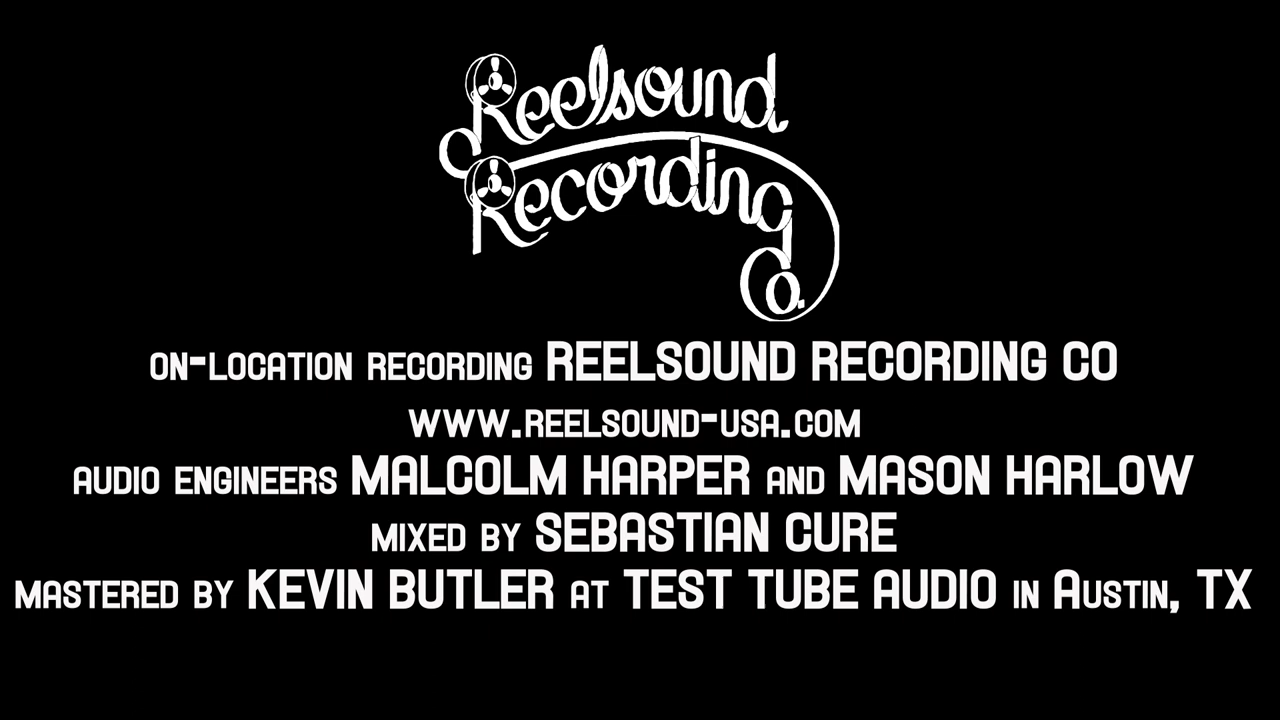 Reelsound
Recording
Co.
ON-LOCATION RECORDING REELSOUND RECORDING CO
WWW.REELSOUND-USA.COM
AUDIO ENGINEERS MALCOLM HARPER AND MASON HARLOW
MIXED BY SEBASTIAN CURE
MASTERED BY KEVIN BUTLER AT TEST TUBE AUDIO IN AUSTIN, TX